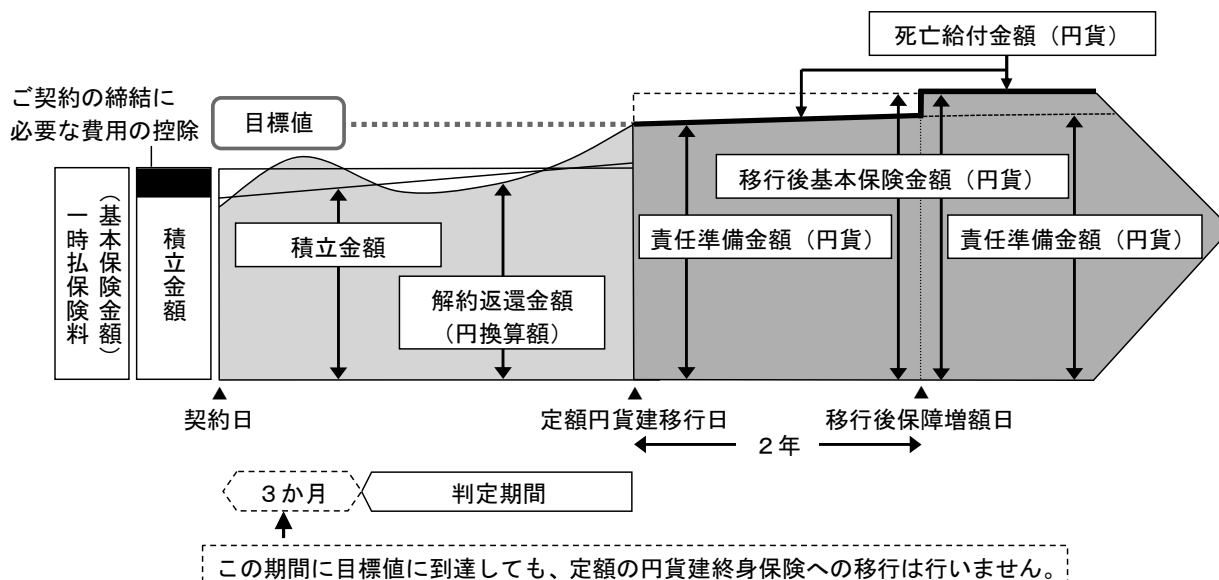 死亡給付金額（円貨）
ご契約の締結に
必要な費用の控除
目標値
一時払保険料
（基本保険金額）
積立金額
積立金額
解約返還金額
（円換算額）
移行後基本保険金額（円貨）
責任準備金額（円貨）
責任準備金額（円貨）
契約日
定額円貨建移行日
移行後保障増額日
２年
３か月
判定期間
この期間に目標値に到達しても、定額の円貨建終身保険への移行は行いません。